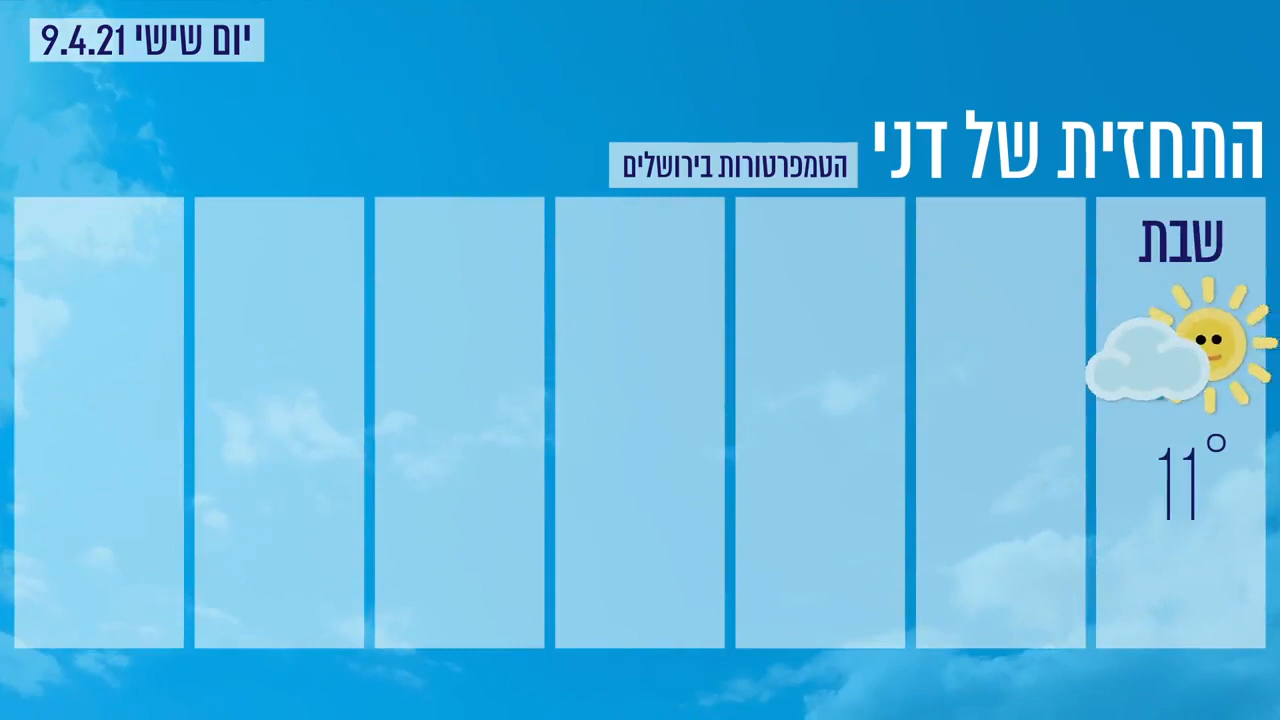 יום שישי 9.4.21
התחזית של דני
הטמפרטורות בירושלים
שבת
11°